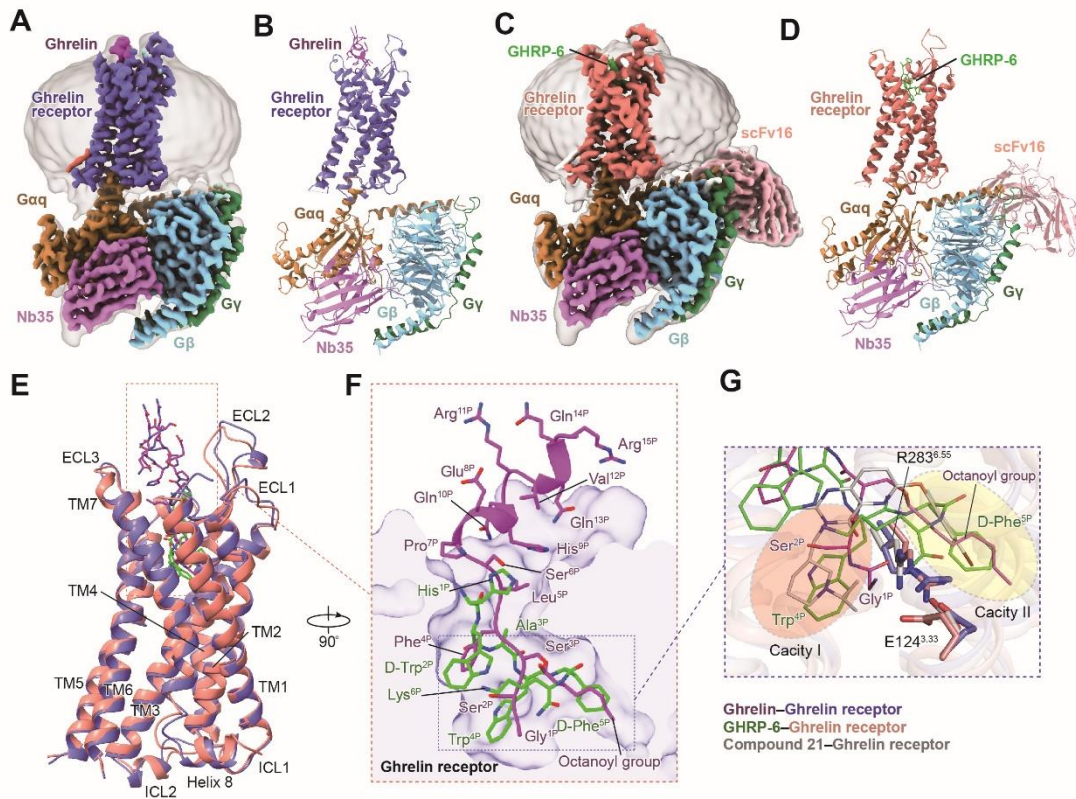 A
Ghrelin
Ghrelin
receptor
Gαq
Nb35
Gβ
Gγ
B
Ghrelin
Ghrelin
receptor
Gαq
Nb35
Gβ
Gγ
C
GHRP-6
Ghrelin
receptor
scFv16
Gαq
Nb35
Gβ
Gγ
D
GHRP-6
Ghrelin
receptor
scFv16
Gαq
Nb35
Gβ
Gγ
E
ECL2
ECL3
ECL1
TM7
TM4
TM2
TM5
TM6
TM3
TM1
Helix 8
ICL1
ICL2
90°
F
Arg11P
Gln14P
Arg15P
Glu8P
Val12P
Gln10P
Gln13P
Pro7P
His9P
Ser6P
His1P
Leu5P
Ala3P
Phe4P
Ser3P
D-Trp2P
Lys6P
Ser2P
D-Phe5P
Trp4P
Gly1P
Octanoyl group
Ghrelin receptor
G
R2836.55
Octanoyl group
D-Phe5P
Ser2P
Gly1P
Trp4P
Cacity II
E1243.33
Cacity I
Ghrelin–Ghrelin receptor
GHRP-6–Ghrelin receptor
Compound 21–Ghrelin receptor